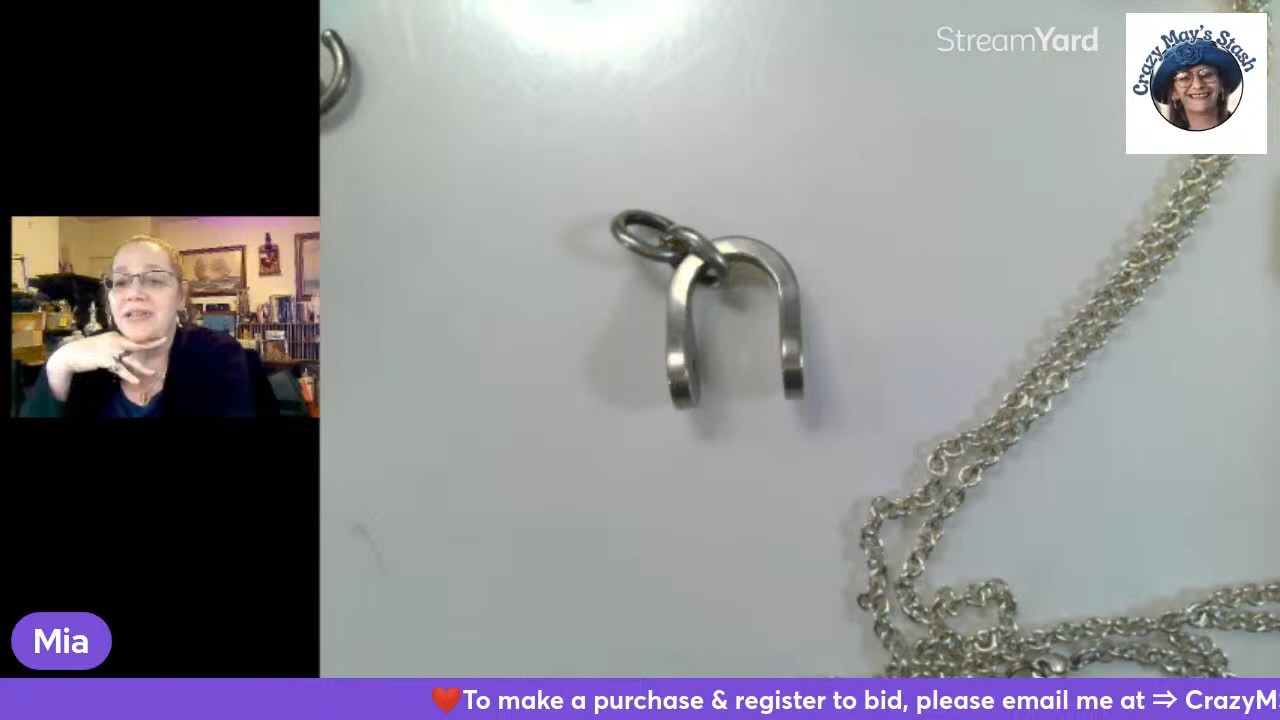 StreamYard
Crazy May's Stash
Mia
❤️To make a purchase & register to bid, please email me at ⇒ CrazyM